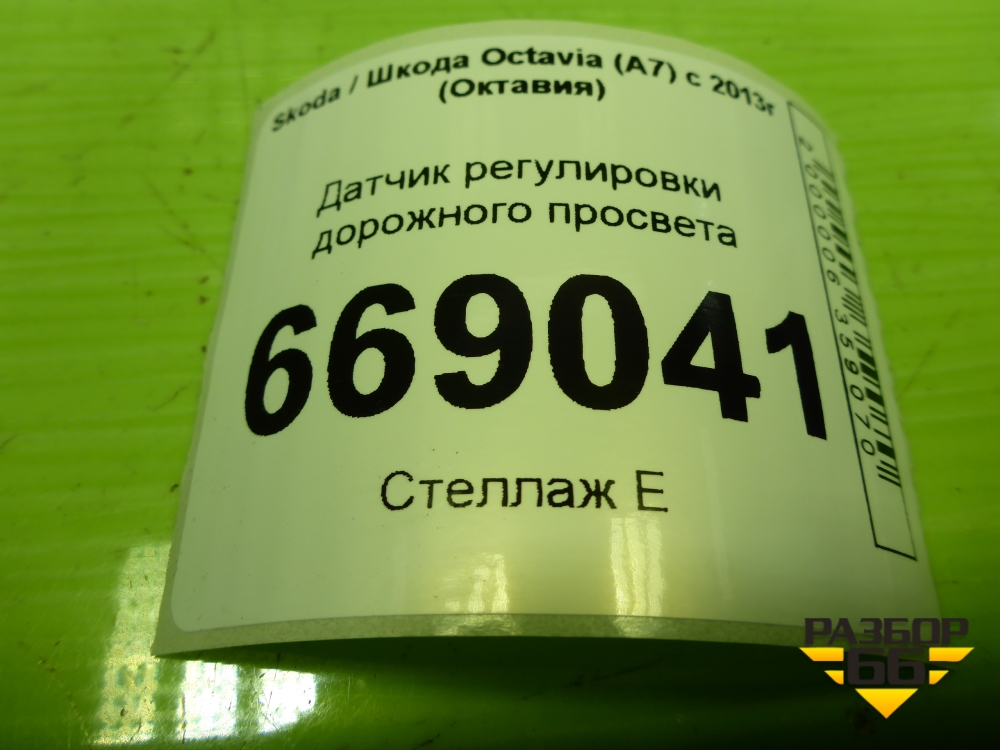 Skoda / Шкода Octavia (A7) с 2013г
(Октавия)
Датчик регулировки
дорожного просвета
669041
Стеллаж Е
2000006359070
РАЗБОР
66